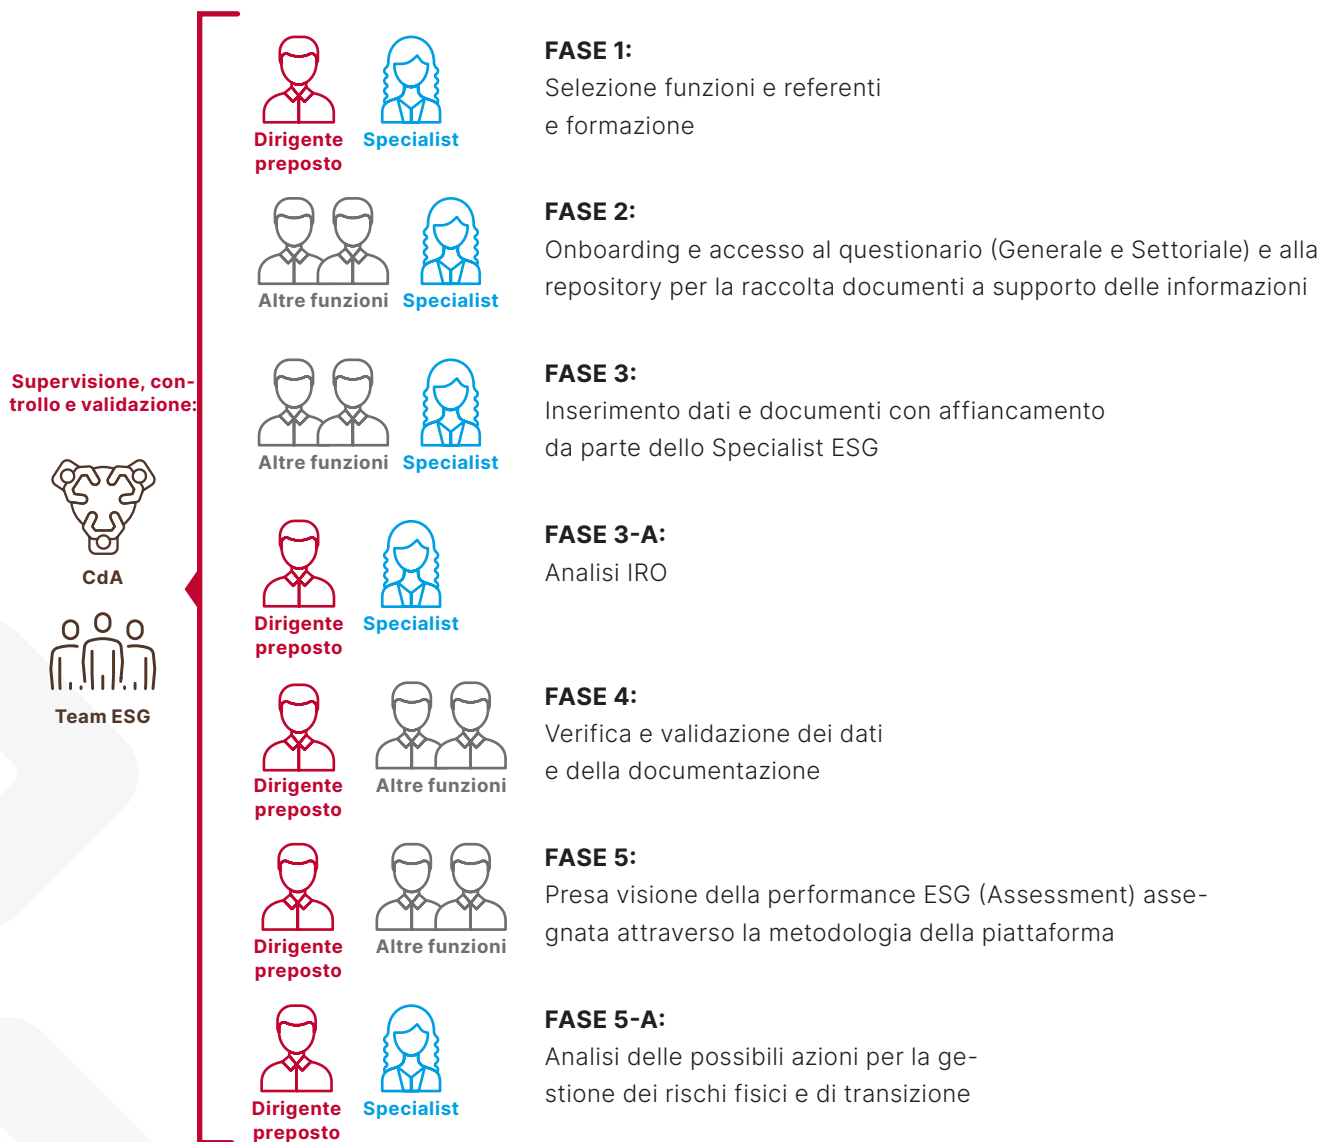 Supervisione, con-
trollo e validazione:
CdA
Team ESG
Dirigente
preposto
Specialist
FASE 1:
Selezione funzioni e referenti
e formazione
Altre funzioni
Specialist
FASE 2:
Onboarding e accesso al questionario (Generale e Settoriale) e alla
repository per la raccolta documenti a supporto delle informazioni
Altre funzioni
Specialist
FASE 3:
Inserimento dati e documenti con affiancamento
da parte dello Specialist ESG
Dirigente
preposto
Specialist
FASE 3-A:
Analisi IRO
Dirigente
preposto
Altre funzioni
FASE 4:
Verifica e validazione dei dati
e della documentazione
Dirigente
preposto
Altre funzioni
FASE 5:
Presa visione della performance ESG (Assessment) asse-
gnata attraverso la metodologia della piattaforma
Dirigente
preposto
Specialist
FASE 5-A:
Analisi delle possibili azioni per la ge-
stione dei rischi fisici e di transizione